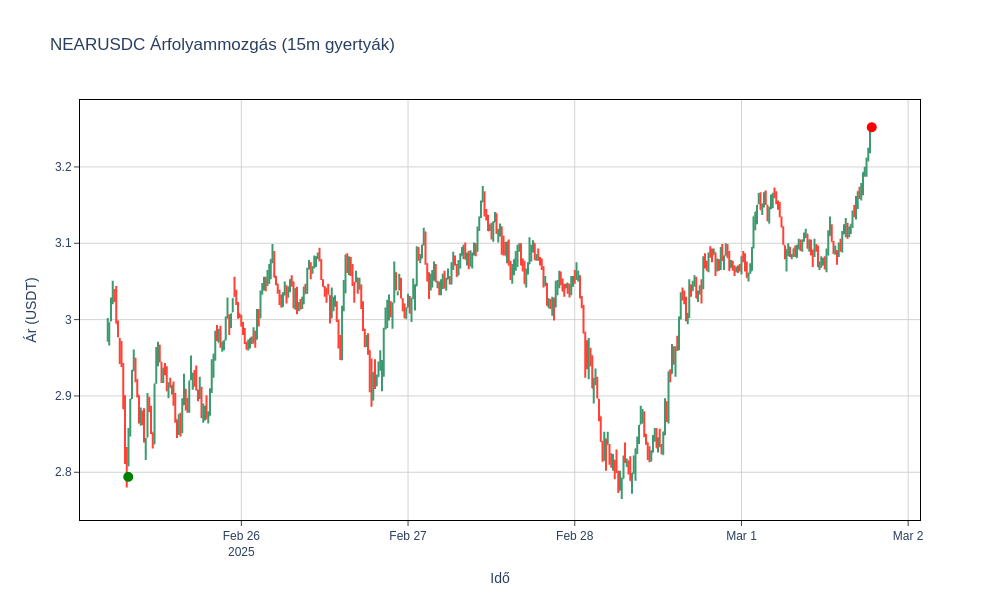 NEARUSDC Árfolyammozgás (15m gyertyák)
Ár (USDT)
3.2
3.1
3
2.9
2.8
Feb 26
2025
Feb 27
Feb 28
Mar 1
Mar 2
Idő